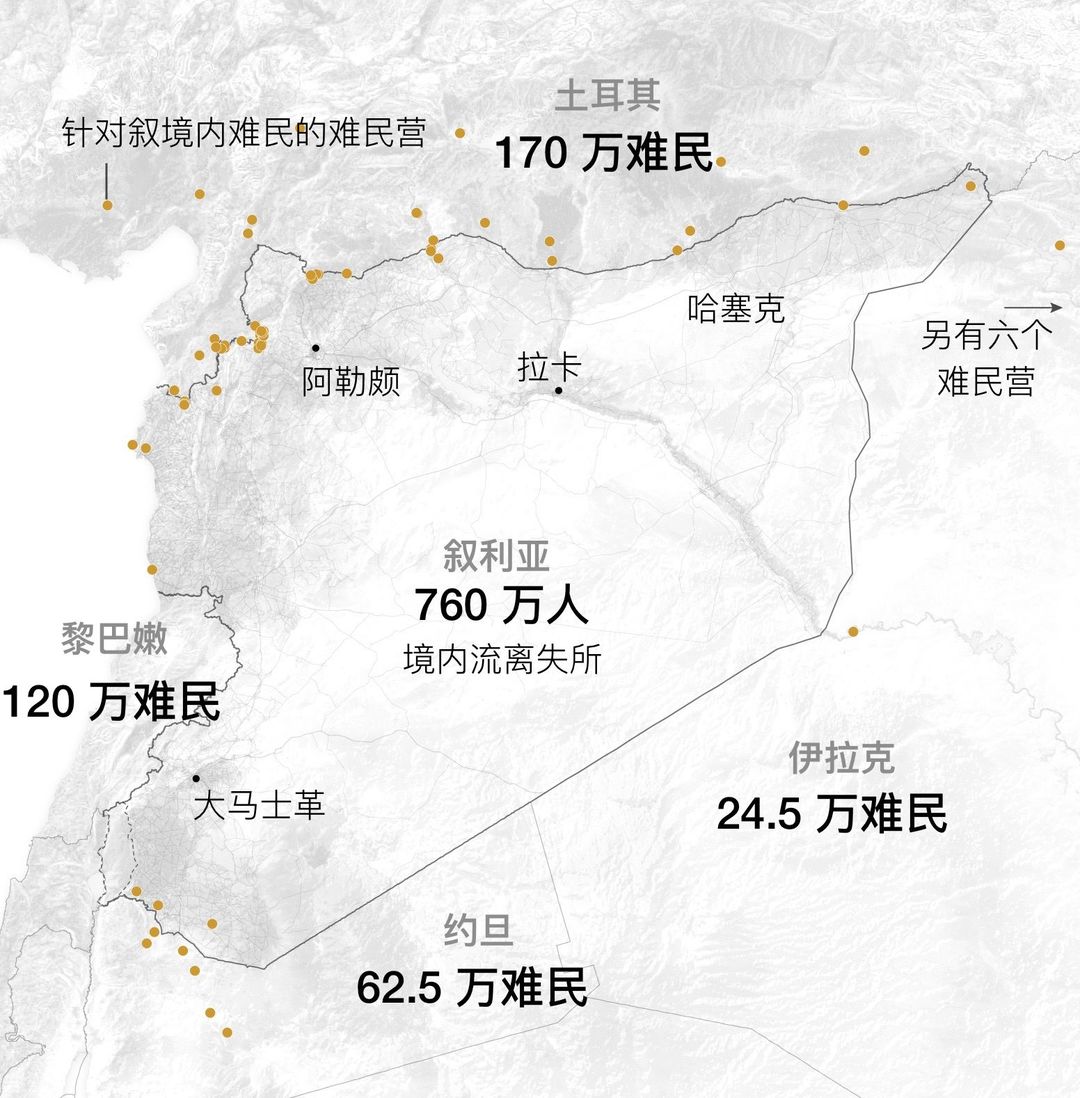 土耳其
针对叙境内难民的难民营
170 万难民
哈塞克
另有六个
难民营
拉卡
阿勒颇
叙利亚
760 万人
境内流离失所
黎巴嫩
120 万难民
伊拉克
24.5 万难民
大马士革
约旦
62.5 万难民